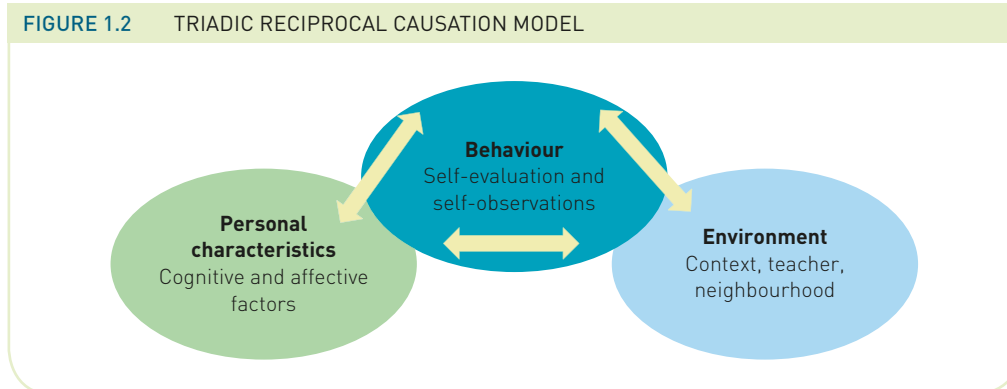 FIGURE 1.2 TRIADIC RECIPROCAL CAUSATION MODEL
Behaviour
Self-evaluation and
self-observations
Personal
characteristics
Cognitive and affective
factors
Environment
Context, teacher,
neighbourhood